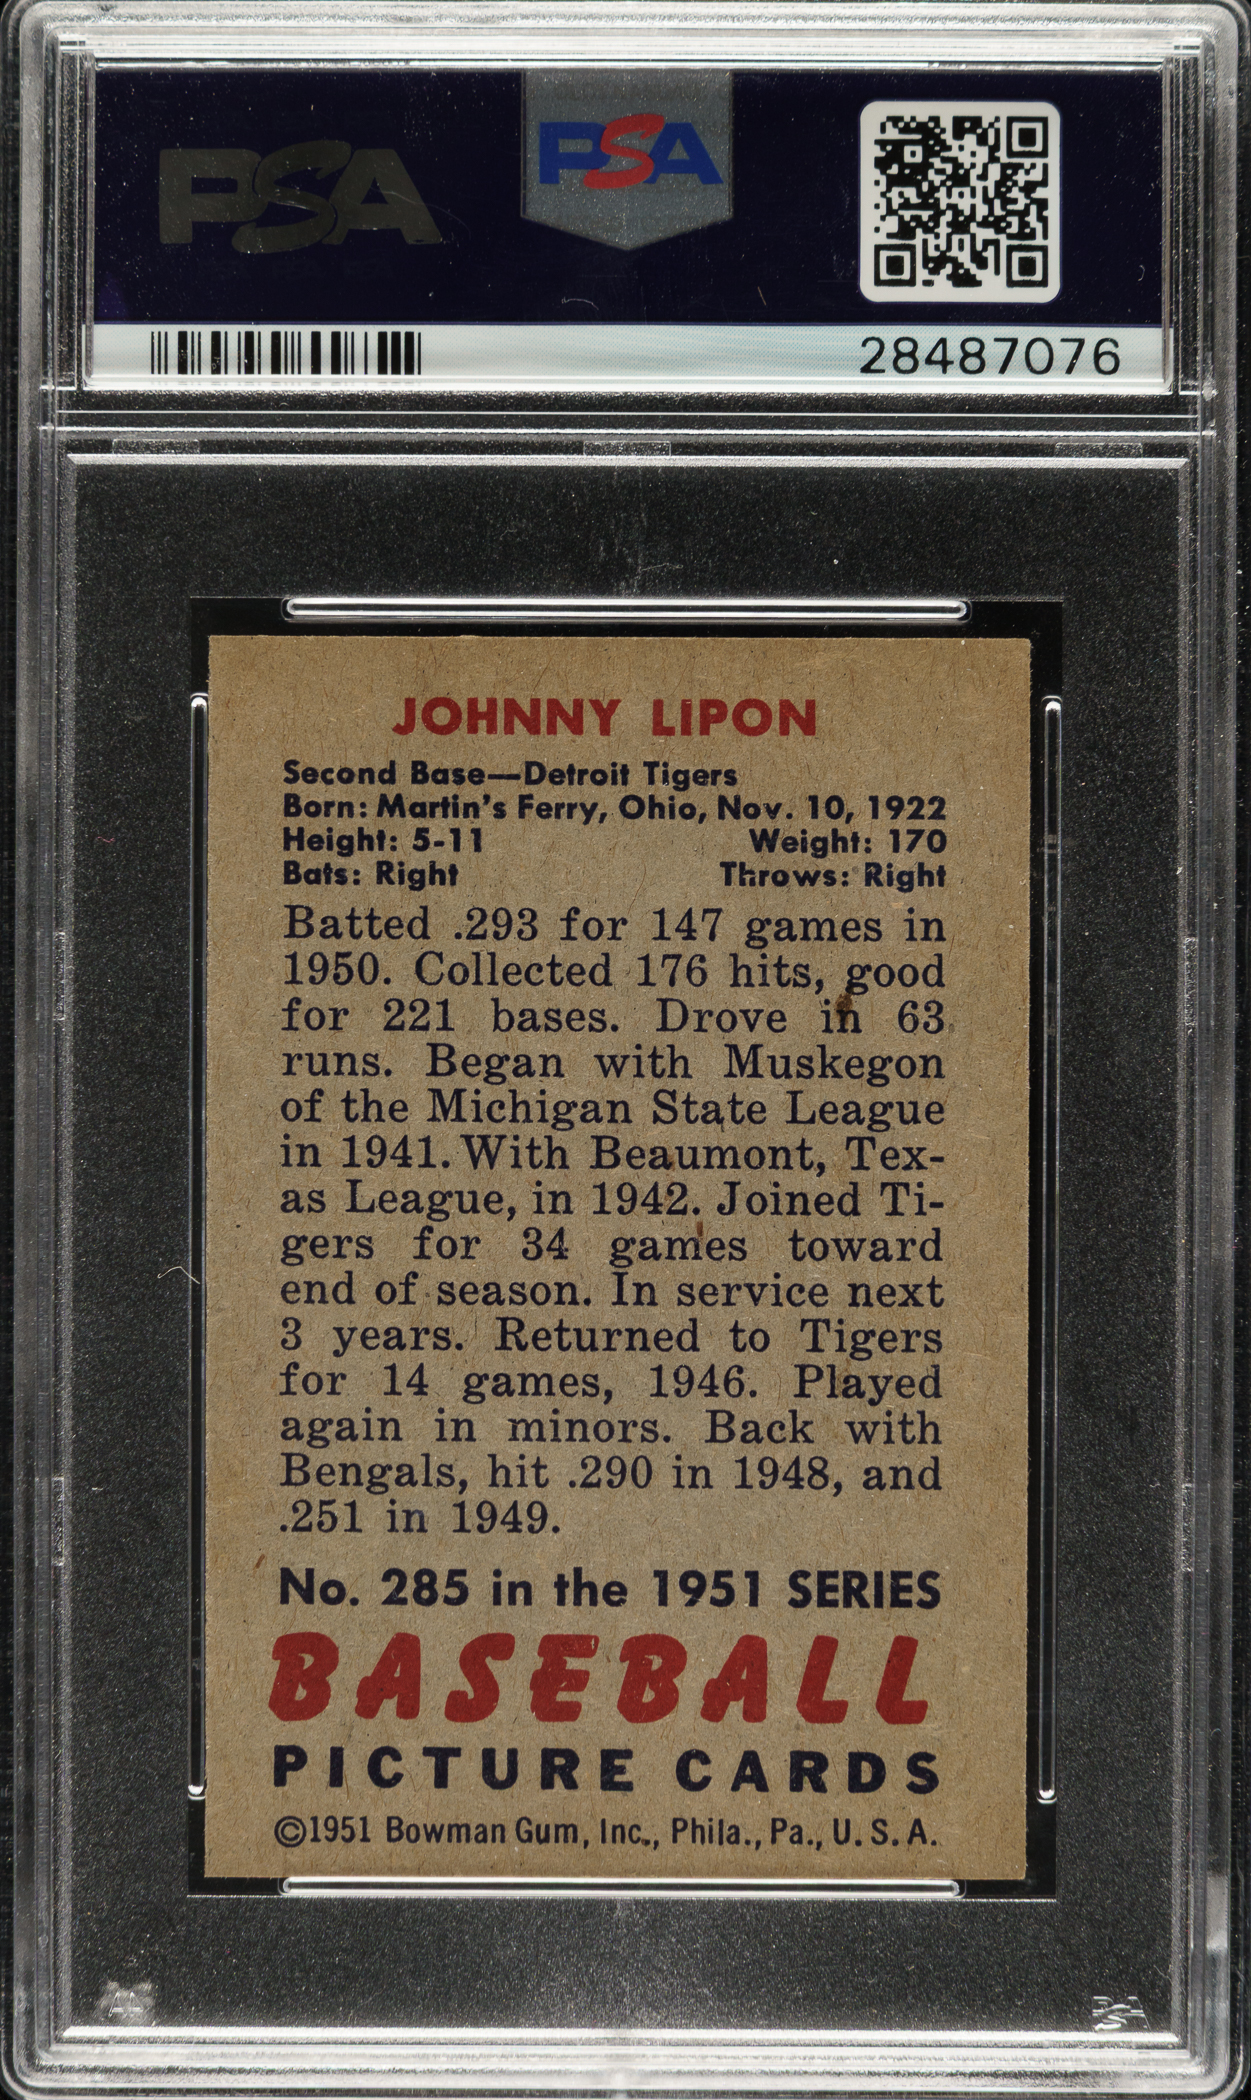 PSA
PSA
28487076
JOHNNY LIPON
Second Base—Detroit Tigers
Born: Martin's Ferry, Ohio, Nov. 10, 1922
Height: 5-11 Weight: 170
Bats: Right Throws: Right
Batted .293 for 147 games in
1950. Collected 176 hits, good
for 221 bases. Drove in 63
runs. Began with Muskegon
of the Michigan State League
in 1941. With Beaumont, Tex-
as League, in 1942. Joined Ti-
gers for 34 games toward
end of season. In service next
3 years. Returned to Tigers
for 14 games, 1946. Played
again in minors. Back with
Bengals, hit .290 in 1948, and
.251 in 1949.
No. 285 in the 1951 SERIES
BASEBALL
PICTURE CARDS
©1951 Bowman Gum, Inc., Phila., Pa., U. S. A.
PSA